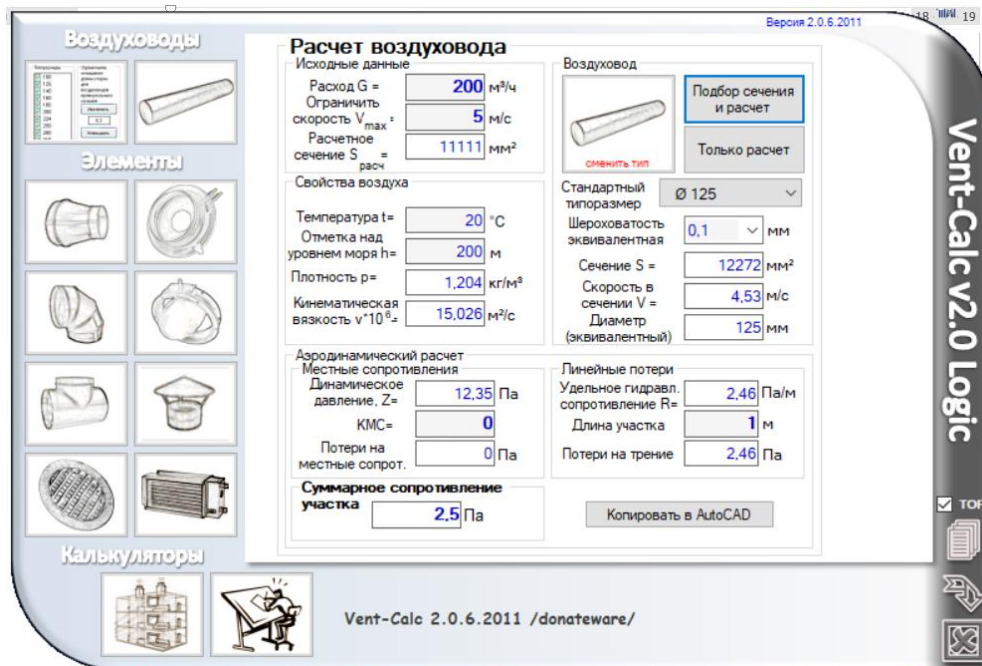 18 19
Версия 2.0.6.2011
Воздуховоды
Элементы
Калькуляторы
Расчет воздуховода
Исходные данные
Расход G = 200 м³/ч
Ограничить
скорость Vmax = 5 м/с
Расчетное
сечение Sрасч = 11111 мм²
Свойства воздуха
Температура t= 20 °C
Отметка над
уровнем моря h= 200 м
Плотность p= 1,204 кг/м³
Кинематическая
вязкость v*10⁶= 15,026 м²/с
Воздуховод
сменить тип
Подбор сечения
и расчет
Только расчет
Стандартный
типоразмер Ø 125
Шероховатость
эквивалентная 0,1 мм
Сечение S = 12272 мм²
Скорость в
сечении V = 4,53 м/с
Диаметр
(эквивалентный) 125 мм
Аэродинамический расчет
Местные сопротивления
Динамическое
давление, Z= 12,35 Па
КМС= 0
Потери на
местные сопрот. 0 Па
Линейные потери
Удельное гидравл.
сопротивление R= 2,46 Па/м
Длина участка 1 м
Потери на трение 2,46 Па
Суммарное сопротивление
участка 2,5 Па
Копировать в AutoCAD
Vent-Calc 2.0.6.2011 /donateware/
Vent-Calc v2.0 Logic
TOP